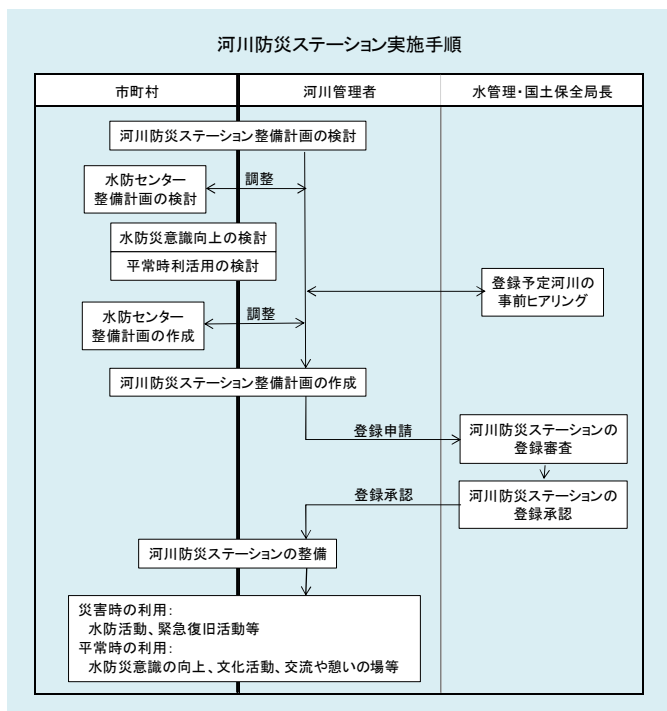 河川防災ステーション実施手順
市町村
河川管理者
水管理・国土保全局長
河川防災ステーション整備計画の検討
水防センター
整備計画の検討
調整
水防災意識向上の検討
平常時利活用の検討
登録予定河川の
事前ヒアリング
水防センター
整備計画の作成
調整
河川防災ステーション整備計画の作成
登録申請
河川防災ステーションの
登録審査
登録承認
河川防災ステーションの
登録承認
河川防災ステーションの整備
災害時の利用:
水防活動、緊急復旧活動等
平常時の利用:
水防災意識の向上、文化活動、交流や憩いの場等